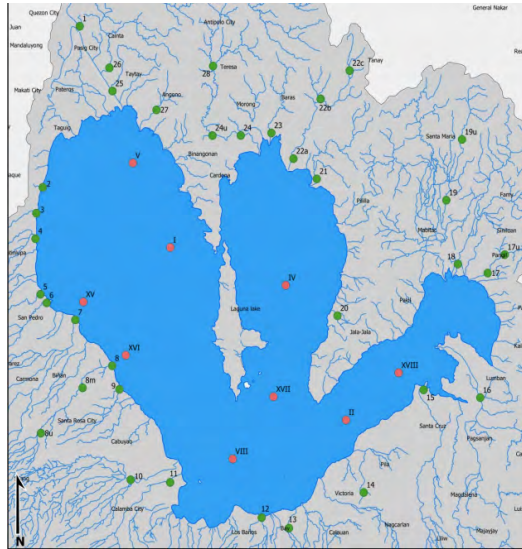 Quezon City
General Nakar
Juan
1
Antipolo City
Cainta
Mandaluyong
Pasig City
26
28
Teresa
22c
Tanay
Taytay
Makati City
Pateros
25
Angono
27
Morong
Baras
22b
Taguig
24u
24
23
Santa Maria
19u
Binangonan
V
22a
Cardona
21
2
Pililla
19
Famy
3
Mabitac
4
I
17u
18
Pangil
17
IV
5
XV
6
Laguna lake
20
Pakil
San Pedro
7
Jala-Jala
XVI
8
XVIII
Carmona
Biñan
8m
9
XVII
15
Lumban
16
Santa Rosa City
II
Santa Cruz
8u
Cabuyao
Pagsanjan
VIII
10
11
14
Victoria
Magdalena
Calamba City
12
13
Los Baños
Bay
Calauan
Nagcarlan
Liliw
Majayjay
N